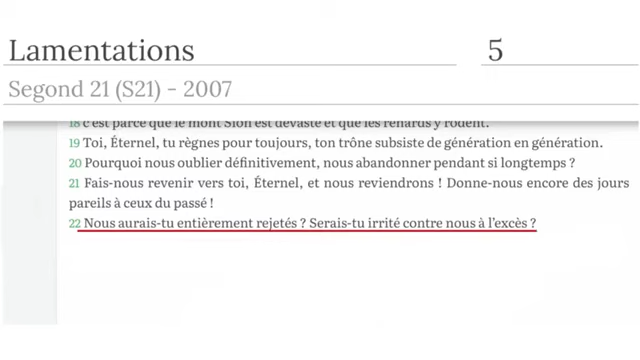 Lamentations 5
Segond 21 (S21) - 2007
18 c'est parce que le mont Sion est dévasté et que les renards y rôdent.
19 Toi, Éternel, tu règnes pour toujours, ton trône subsiste de génération en génération.
20 Pourquoi nous oublier définitivement, nous abandonner pendant si longtemps ?
21 Fais-nous revenir vers toi, Éternel, et nous reviendrons ! Donne-nous encore des jours
pareils à ceux du passé !
22 Nous aurais-tu entièrement rejetés ? Serais-tu irrité contre nous à l'excès ?